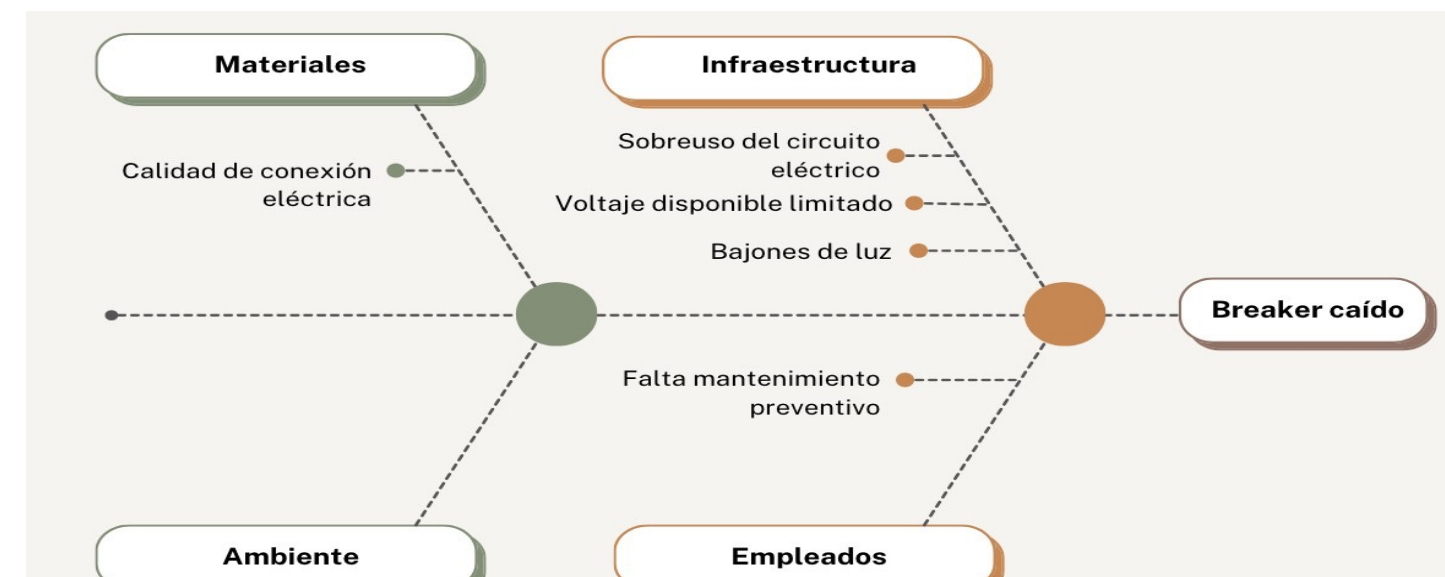 Materiales
Infraestructura
Sobreuso del circuito
eléctrico
Calidad de conexión
eléctrica
Voltaje disponible limitado
Bajones de luz
Breaker caído
Falta mantenimiento
preventivo
Ambiente
Empleados